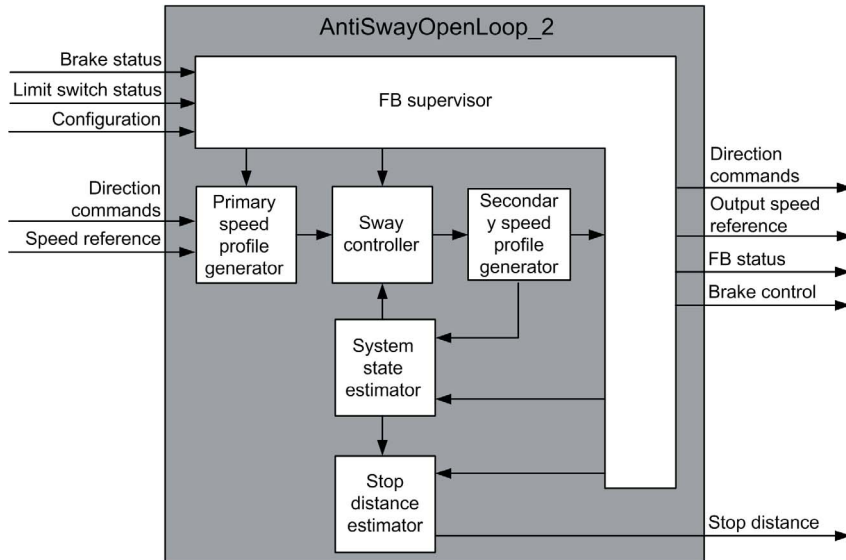 AntiSwayOpenLoop_2
Brake status
Limit switch status
Configuration
FB supervisor
Direction
commands
Speed reference
Primary
speed
profile
generator
Sway
controller
Secondar
y speed
profile
generator
Direction
commands
Output speed
reference
FB status
Brake control
System
state
estimator
Stop
distance
estimator
Stop distance